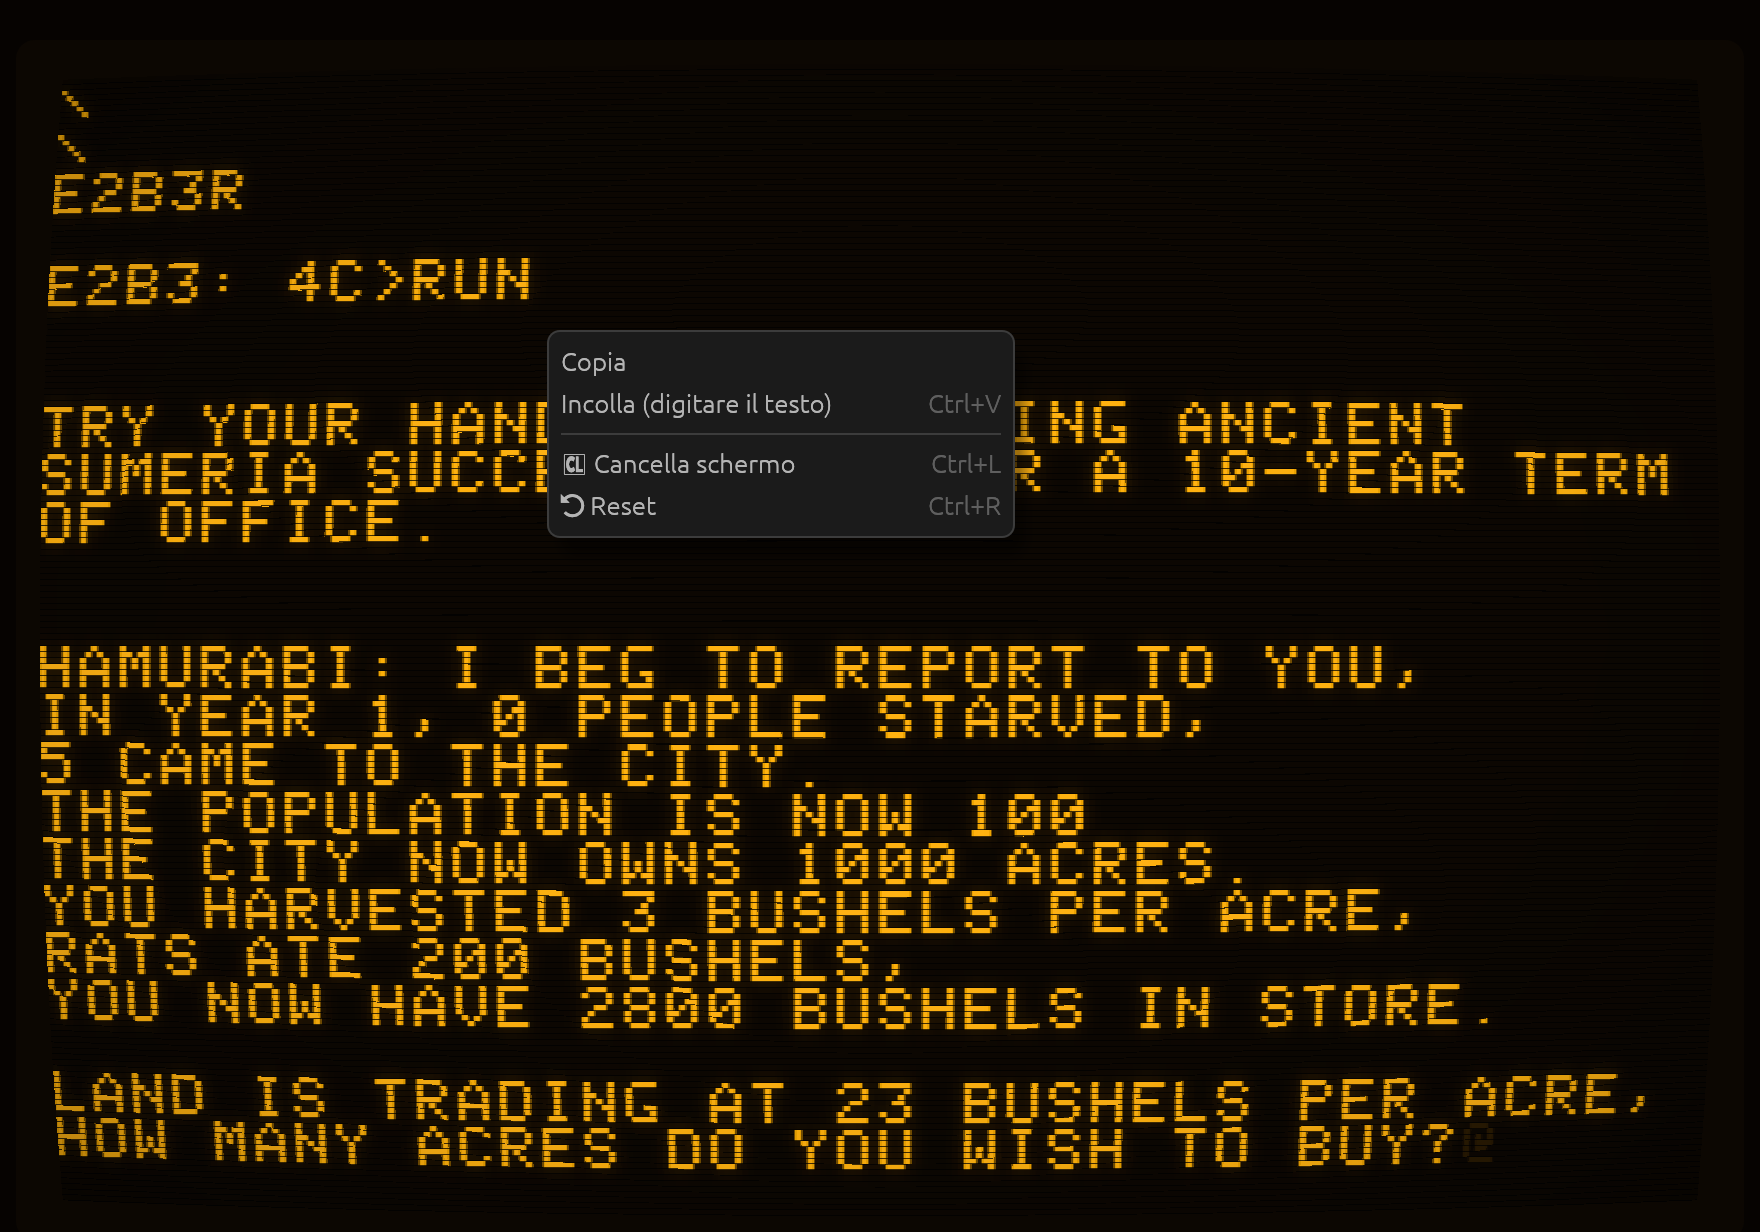 \
\
E2B3R
E2B3: 4C>RUN
Copia
Incolla (digitare il testo) Ctrl+V
Cancella schermo Ctrl+L
Reset Ctrl+R
TRY YOUR ANCIENT
SUMERIA A 10-YEAR TERM
OF OFFICE.
HAMURABI: I BEG TO REPORT TO YOU,
IN YEAR 1, 0 PEOPLE STARVED,
5 CAME TO THE CITY.
THE POPULATION IS NOW 100
THE CITY NOW OWNS 1000 ACRES.
YOU HARVESTED 3 BUSHELS PER ACRE,
RATS ATE 200 BUSHELS,
YOU NOW HAVE 2800 BUSHELS IN STORE.
LAND IS TRADING AT 23 BUSHELS PER ACRE,
HOW MANY ACRES DO YOU WISH TO BUY?@